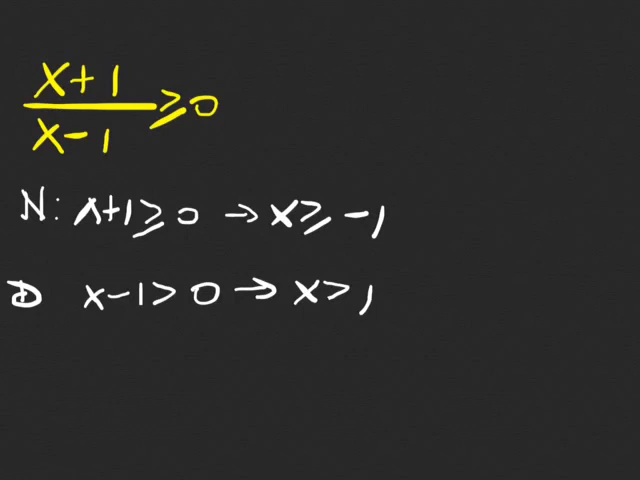 x+1
x-1 ≥0
N: x+1≥0 → x≥-1
D x-1>0 → x>1